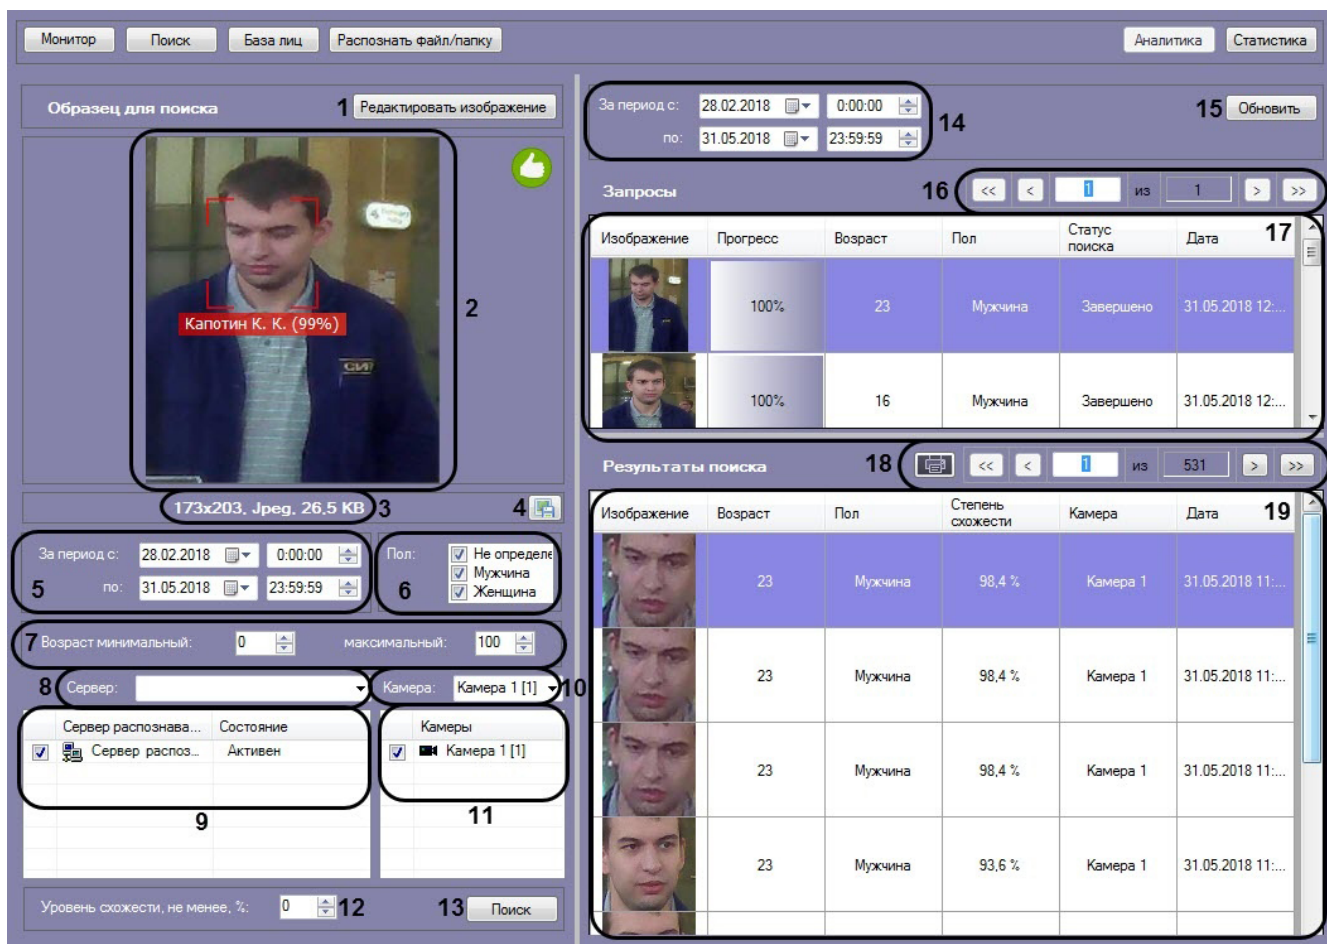 Монитор Поиск База лиц Распознать файл/папку Аналитика Статистика
Образец для поиска 1 Редактировать изображение
Капотин К. К. (99%)
2
173x203, Jpeg, 26,5 KB 3 4
За период с: 28.02.2018 0:00:00
по: 31.05.2018 23:59:59
5
Пол: Не определе
Мужчина
Женщина
6
7 Возраст минимальный: 0 максимальный: 100
8 Сервер: Камера: Камера 1 [1] 10
Сервер распознава... Состояние
Сервер распоз... Активен
9
Камеры
Камера 1 [1]
11
Уровень схожести, не менее, %: 0 12 13 Поиск
За период с: 28.02.2018 0:00:00
по: 31.05.2018 23:59:59
14
15 Обновить
Запросы 16 << < 1 из 1 > >>
Изображение Прогресс Возраст Пол Статус поиска Дата 17
100% 23 Мужчина Завершено 31.05.2018 12:...
100% 16 Мужчина Завершено 31.05.2018 12:...
Результаты поиска 18 << < 1 из 531 > >>
Изображение Возраст Пол Степень схожести Камера Дата 19
23 Мужчина 98,4 % Камера 1 31.05.2018 11:...
23 Мужчина 98,4 % Камера 1 31.05.2018 11:...
23 Мужчина 98,4 % Камера 1 31.05.2018 11:...
23 Мужчина 93,6 % Камера 1 31.05.2018 11:...